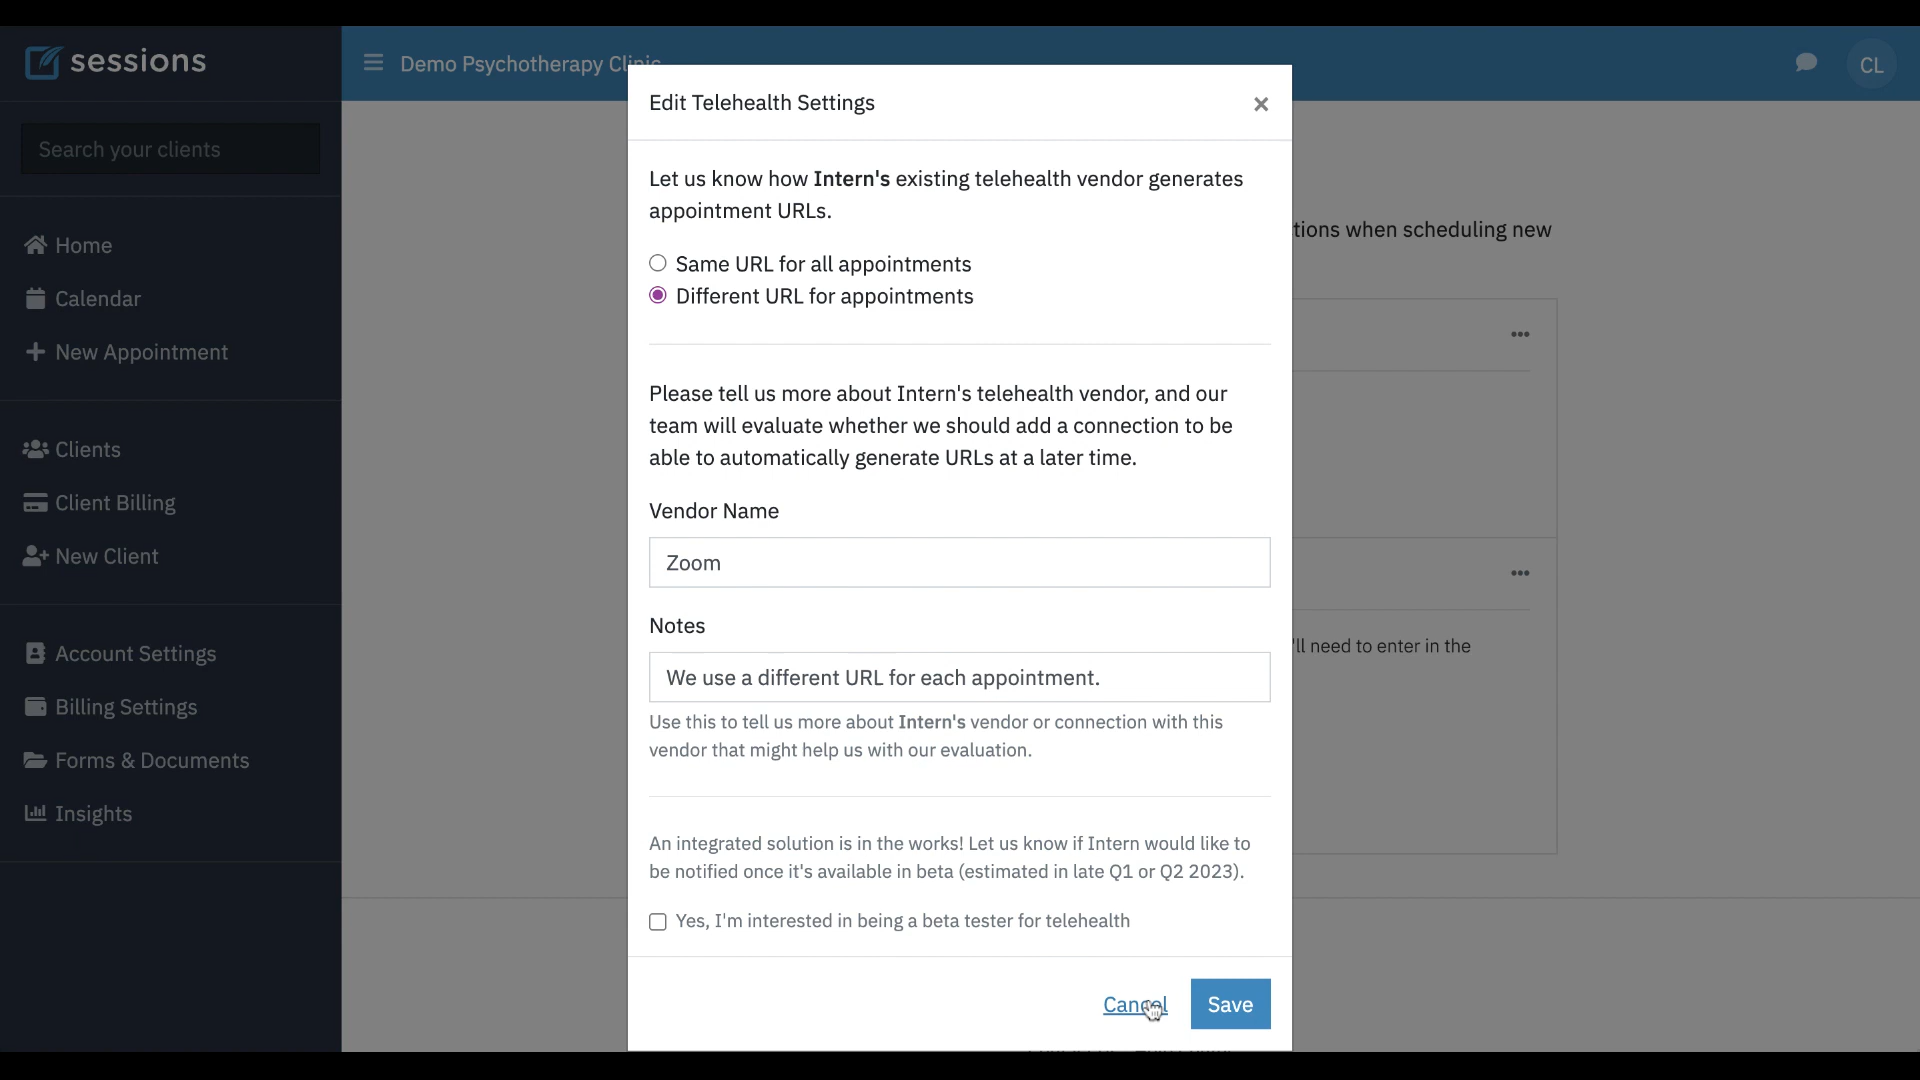 sessions
Demo Psychotherapy Clinic
CL
Search your clients
Home
Calendar
New Appointment
Clients
Client Billing
New Client
Account Settings
Billing Settings
Forms & Documents
Insights
Edit Telehealth Settings
Let us know how Intern's existing telehealth vendor generates
appointment URLs.
Same URL for all appointments
Different URL for appointments
Please tell us more about Intern's telehealth vendor, and our
team will evaluate whether we should add a connection to be
able to automatically generate URLs at a later time.
Vendor Name
Zoom
Notes
We use a different URL for each appointment.
Use this to tell us more about Intern's vendor or connection with this
vendor that might help us with our evaluation.
An integrated solution is in the works! Let us know if Intern would like to
be notified once it's available in beta (estimated in late Q1 or Q2 2023).
Yes, I'm interested in being a beta tester for telehealth
Cancel
Save
tions when scheduling new
'll need to enter in the